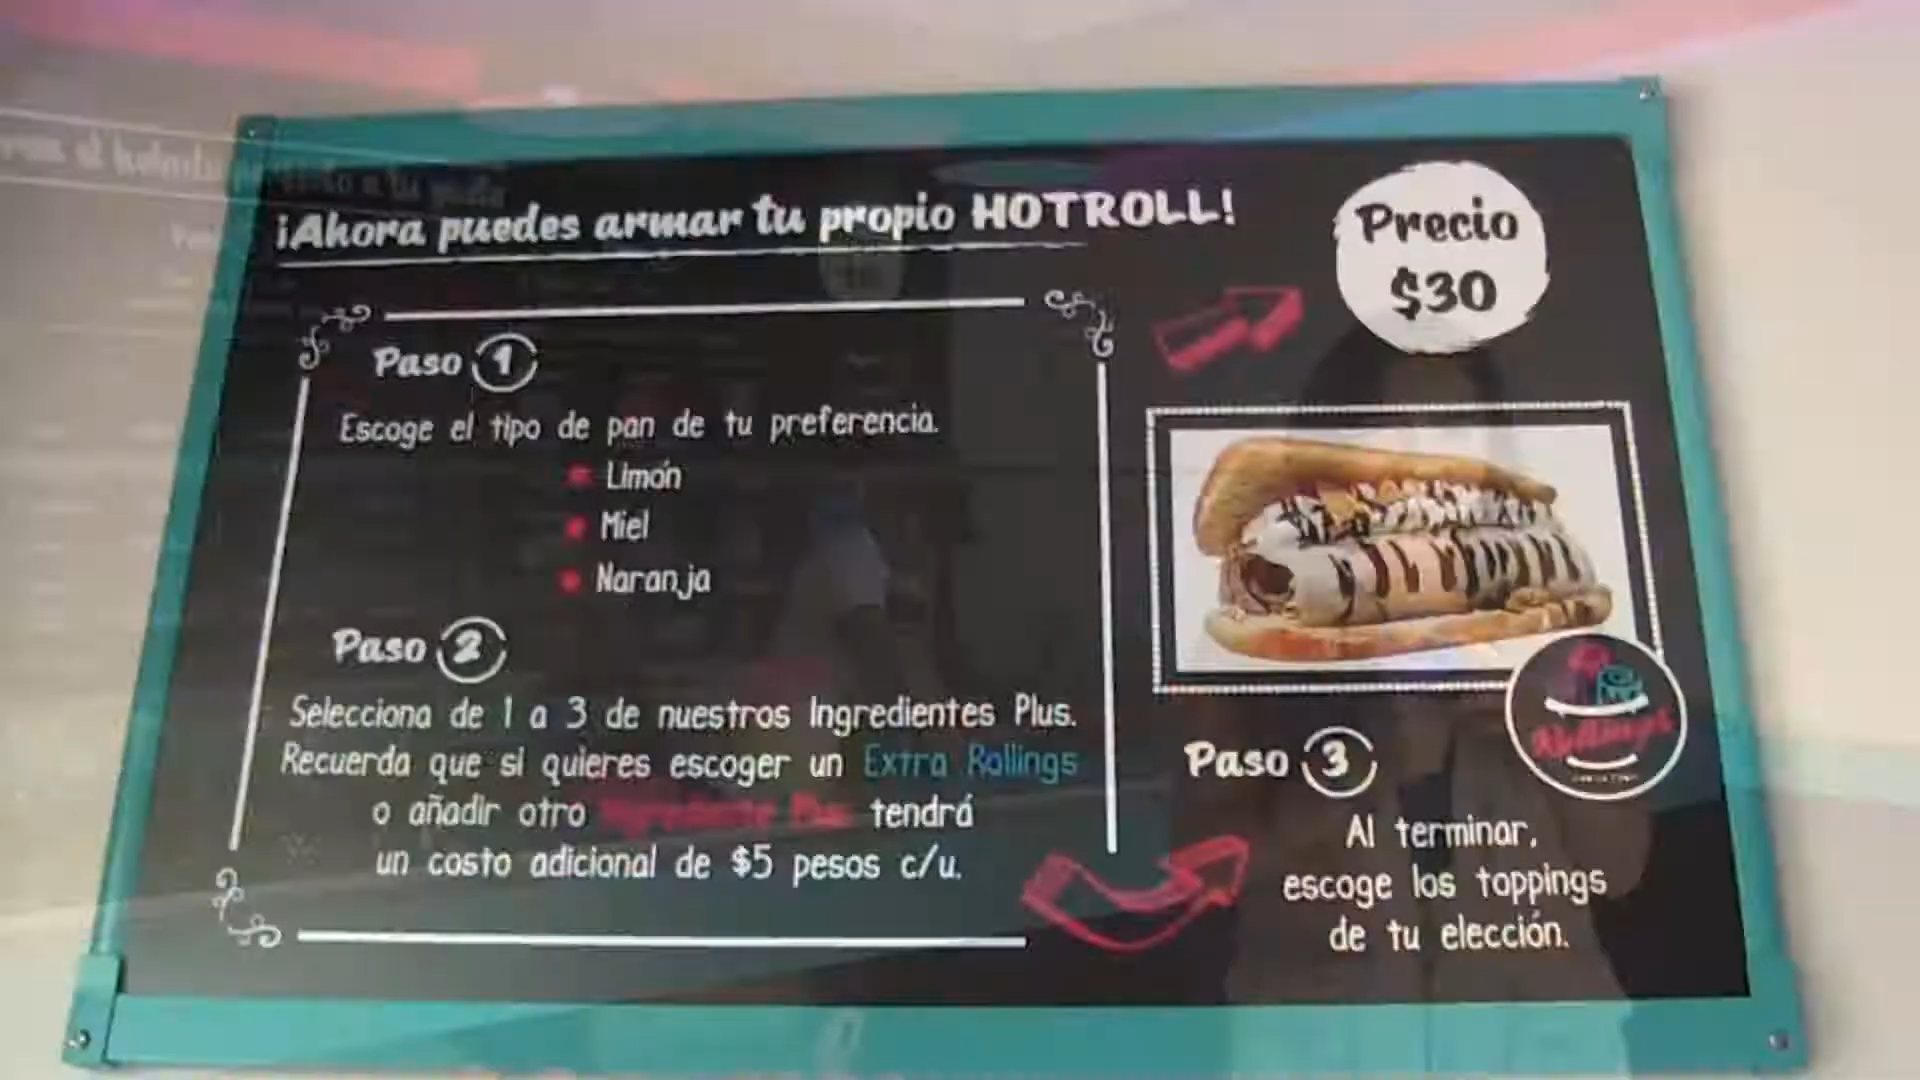 ¡Ahora puedes armar tu propio HOTROLL!
Precio
$30
Paso 1
Escoge el tipo de pan de tu preferencia.
Limón
Miel
Naranja
Paso 2
Selecciona de 1 a 3 de nuestros Ingredientes Plus.
Recuerda que si quieres escoger un Extra Rollings
o añadir otro Ingrediente Plus tendrá
un costo adicional de $5 pesos c/u.
Rollings
Paso 3
Al terminar,
escoge los toppings
de tu elección.